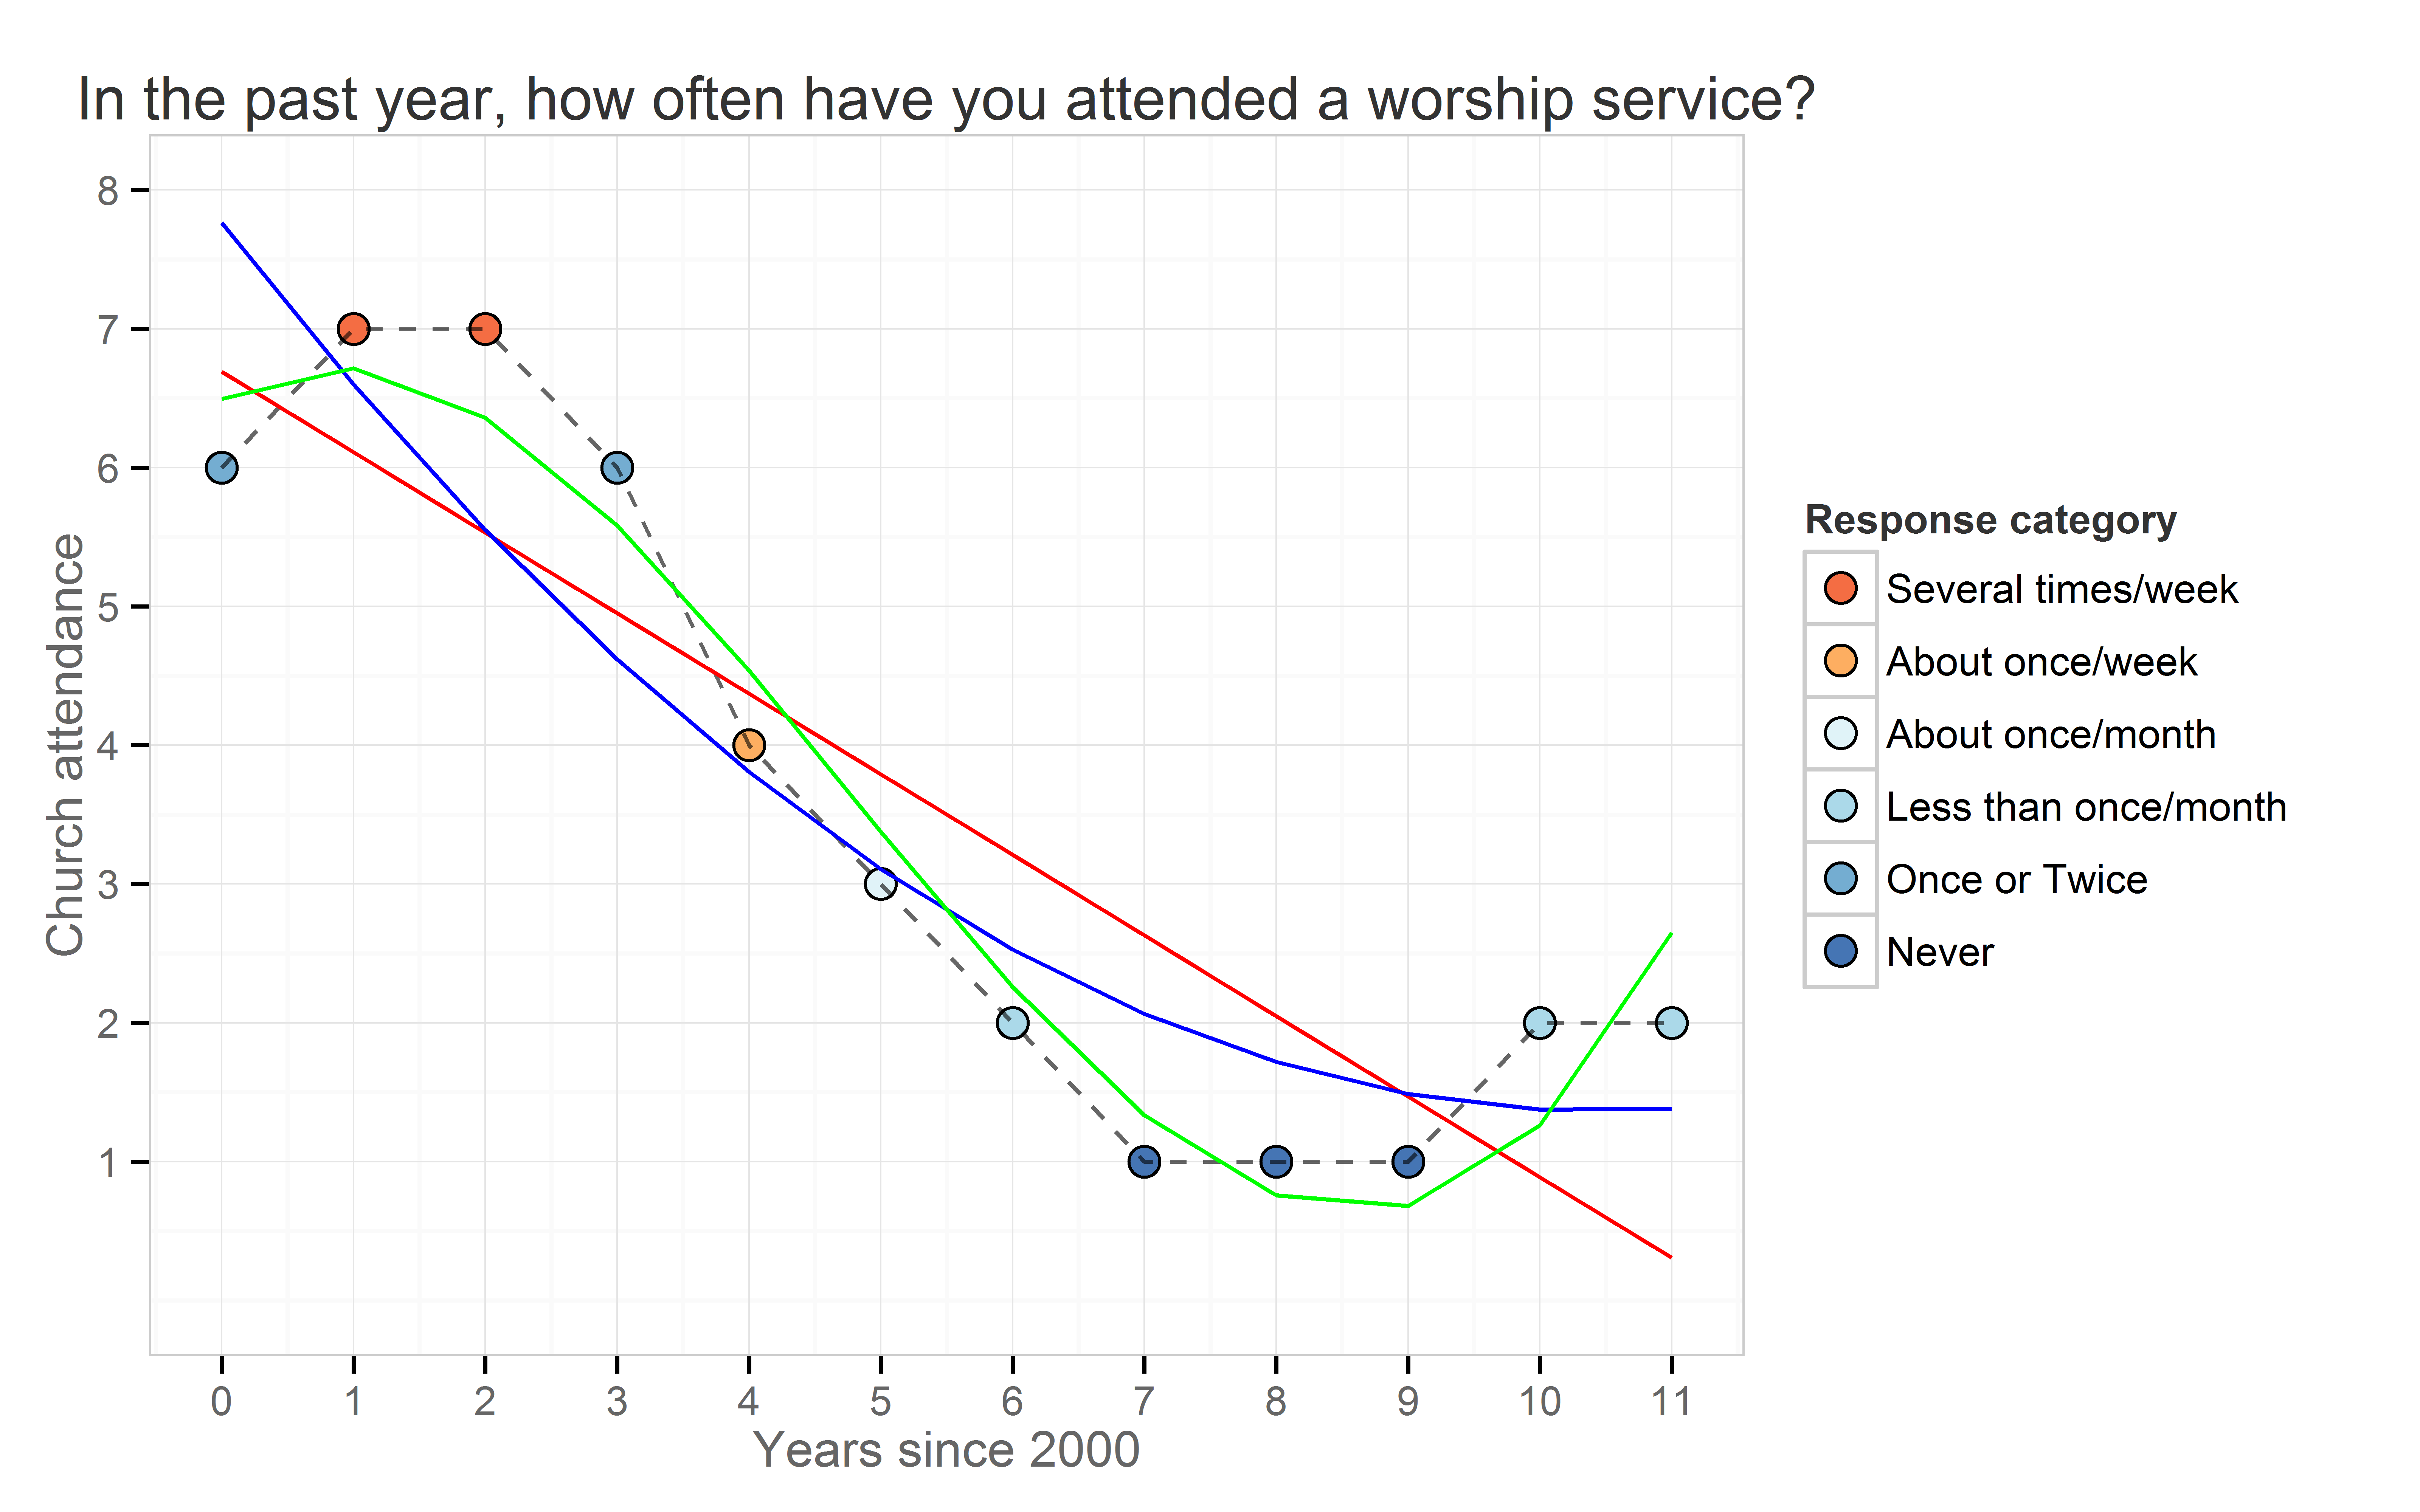 In the past year, how often have you attended a worship service?
Church attendance
8
7
6
5
4
3
2
1
0 1 2 3 4 5 6 7 8 9 10 11
Years since 2000
Response category
Several times/week
About once/week
About once/month
Less than once/month
Once or Twice
Never